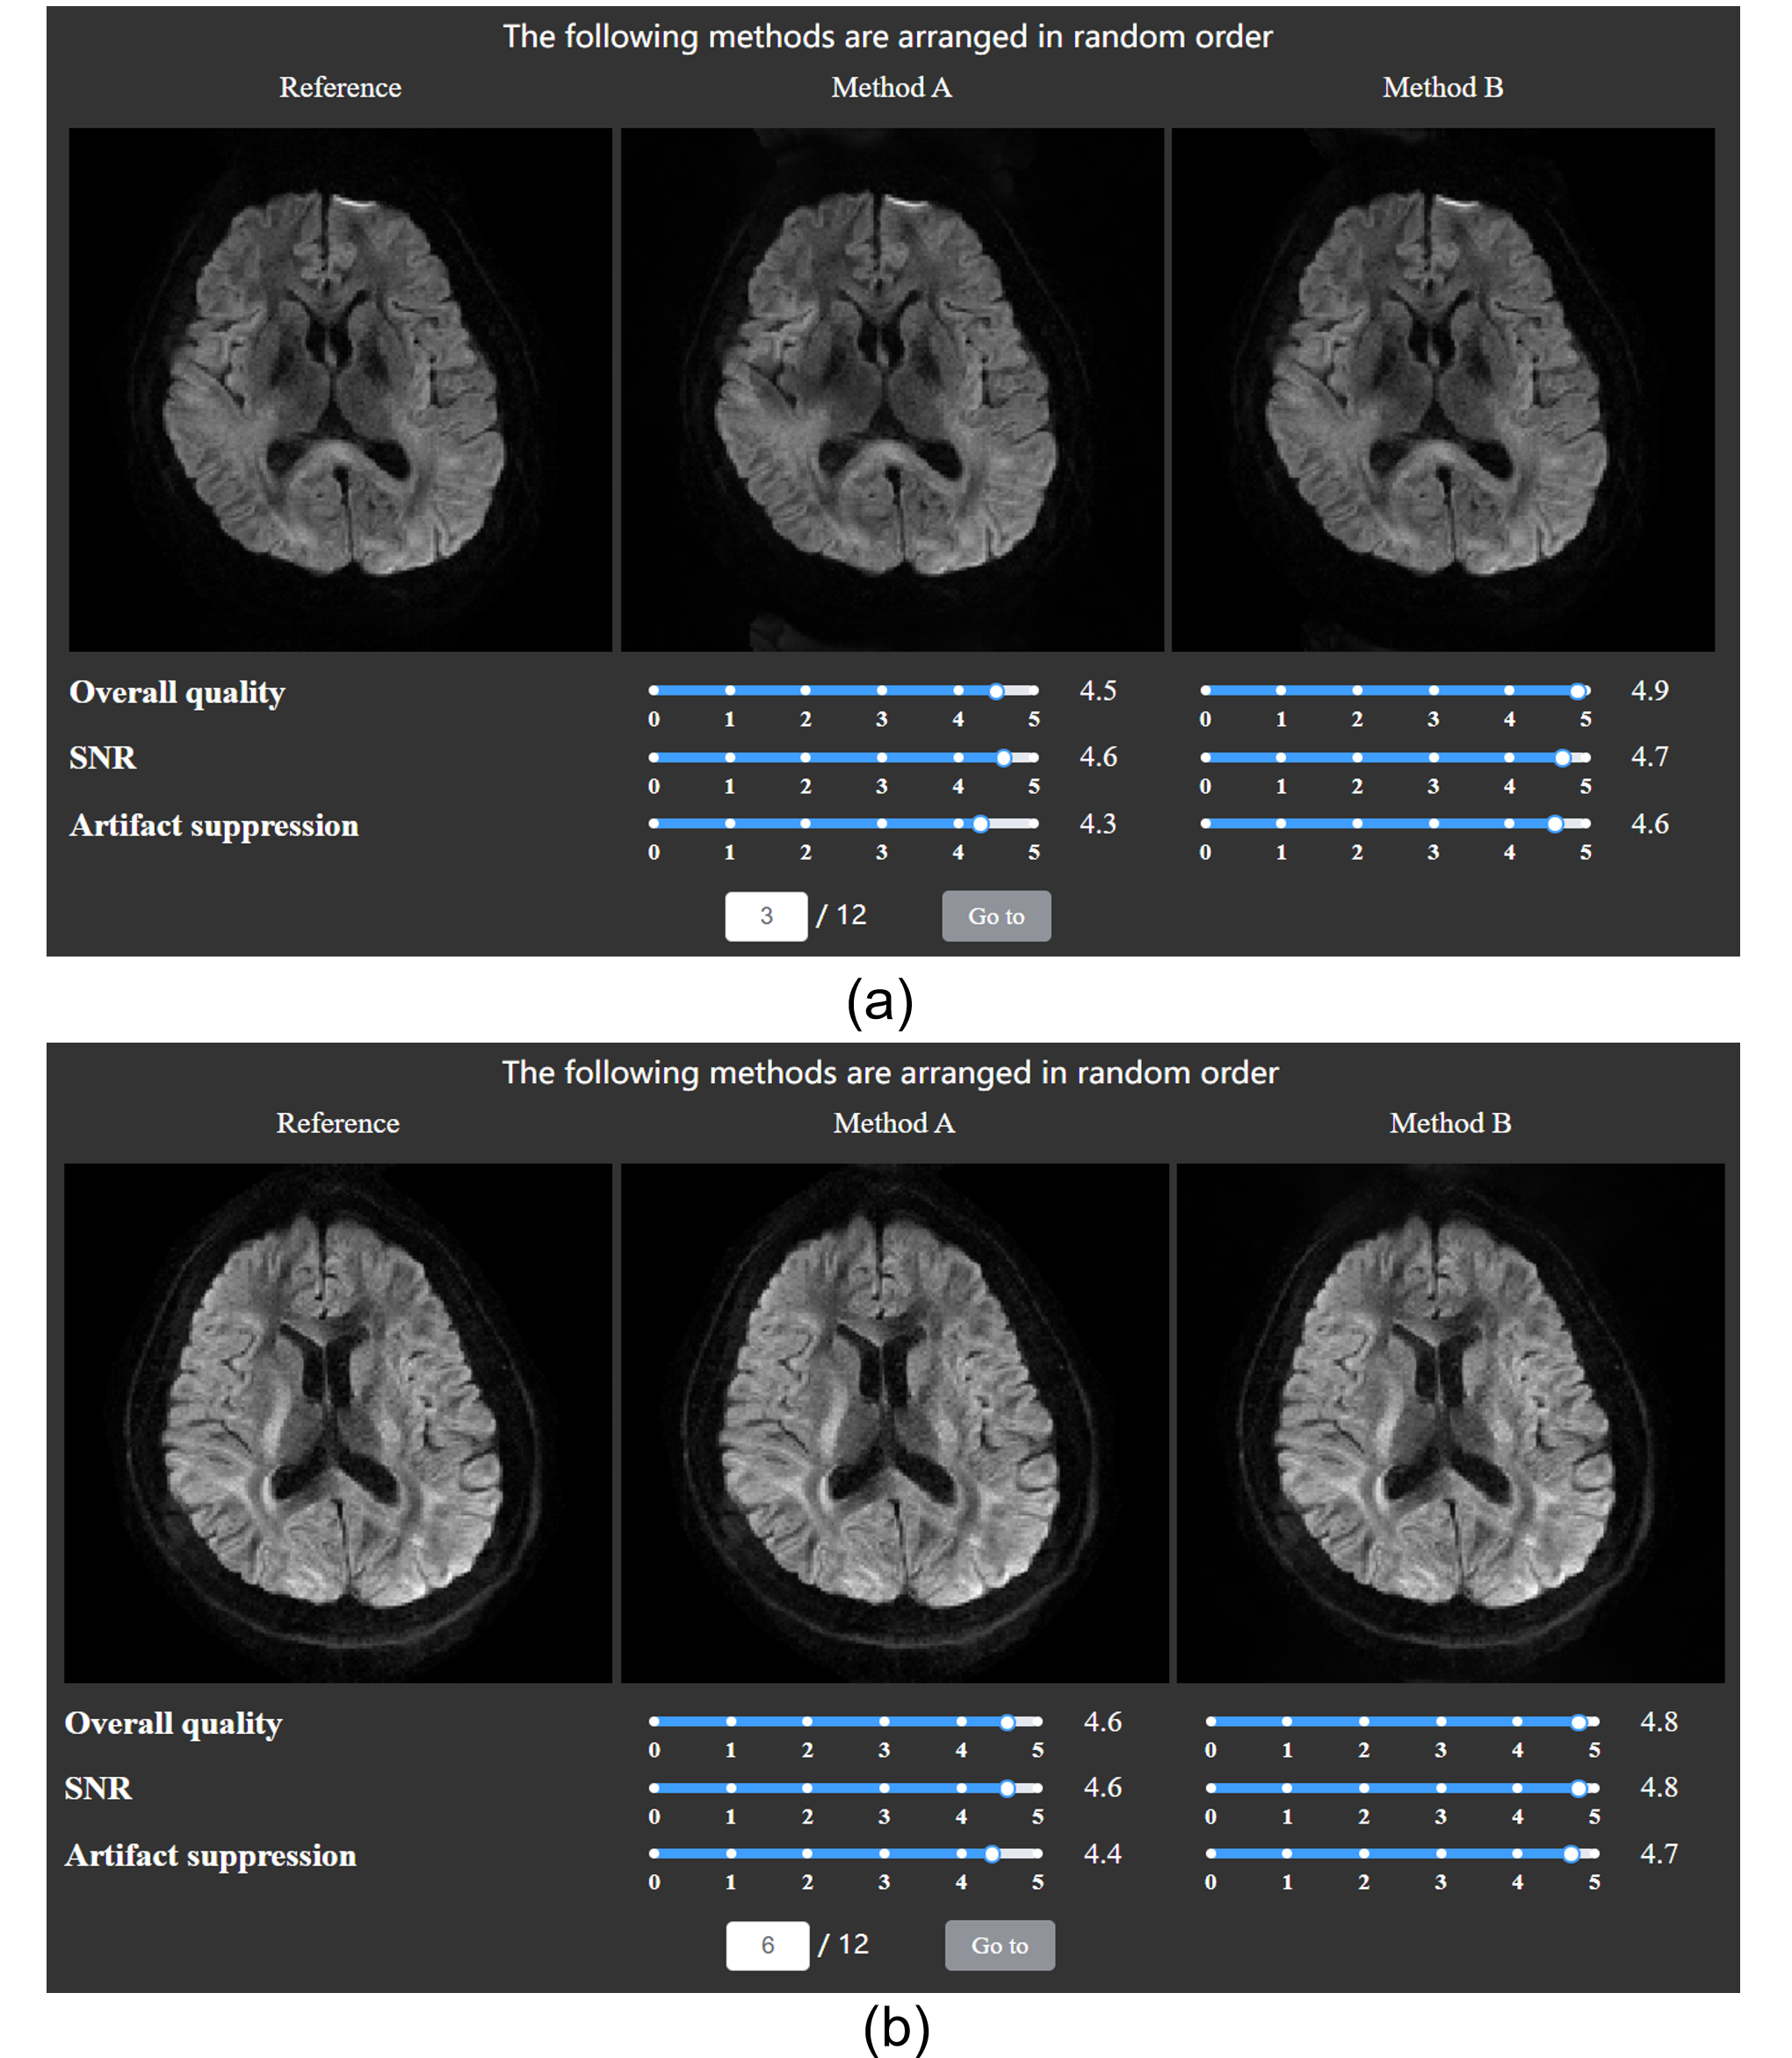 The following methods are arranged in random order
Reference Method A Method B
Overall quality 0 1 2 3 4 5 4.5 0 1 2 3 4 5 4.9
SNR 0 1 2 3 4 5 4.6 0 1 2 3 4 5 4.7
Artifact suppression 0 1 2 3 4 5 4.3 0 1 2 3 4 5 4.6
3 / 12 Go to
(a)
The following methods are arranged in random order
Reference Method A Method B
Overall quality 0 1 2 3 4 5 4.6 0 1 2 3 4 5 4.8
SNR 0 1 2 3 4 5 4.6 0 1 2 3 4 5 4.8
Artifact suppression 0 1 2 3 4 5 4.4 0 1 2 3 4 5 4.7
6 / 12 Go to
(b)